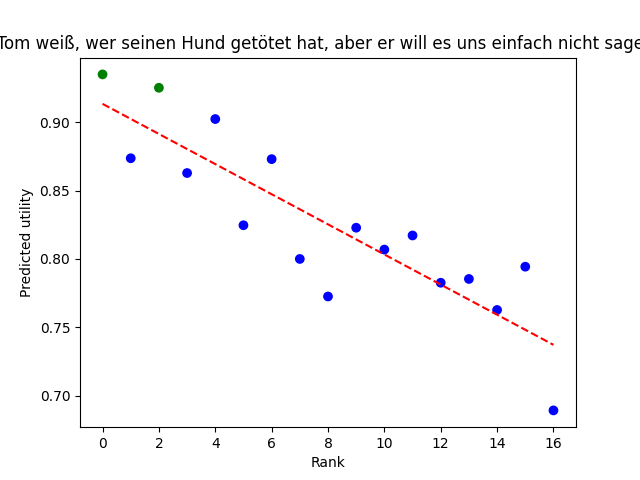 Tom weiß, wer seinen Hund getötet hat, aber er will es uns einfach nicht sage
0.90
0.85
0.80
0.75
0.70
Predicted utility
0 2 4 6 8 10 12 14 16
Rank